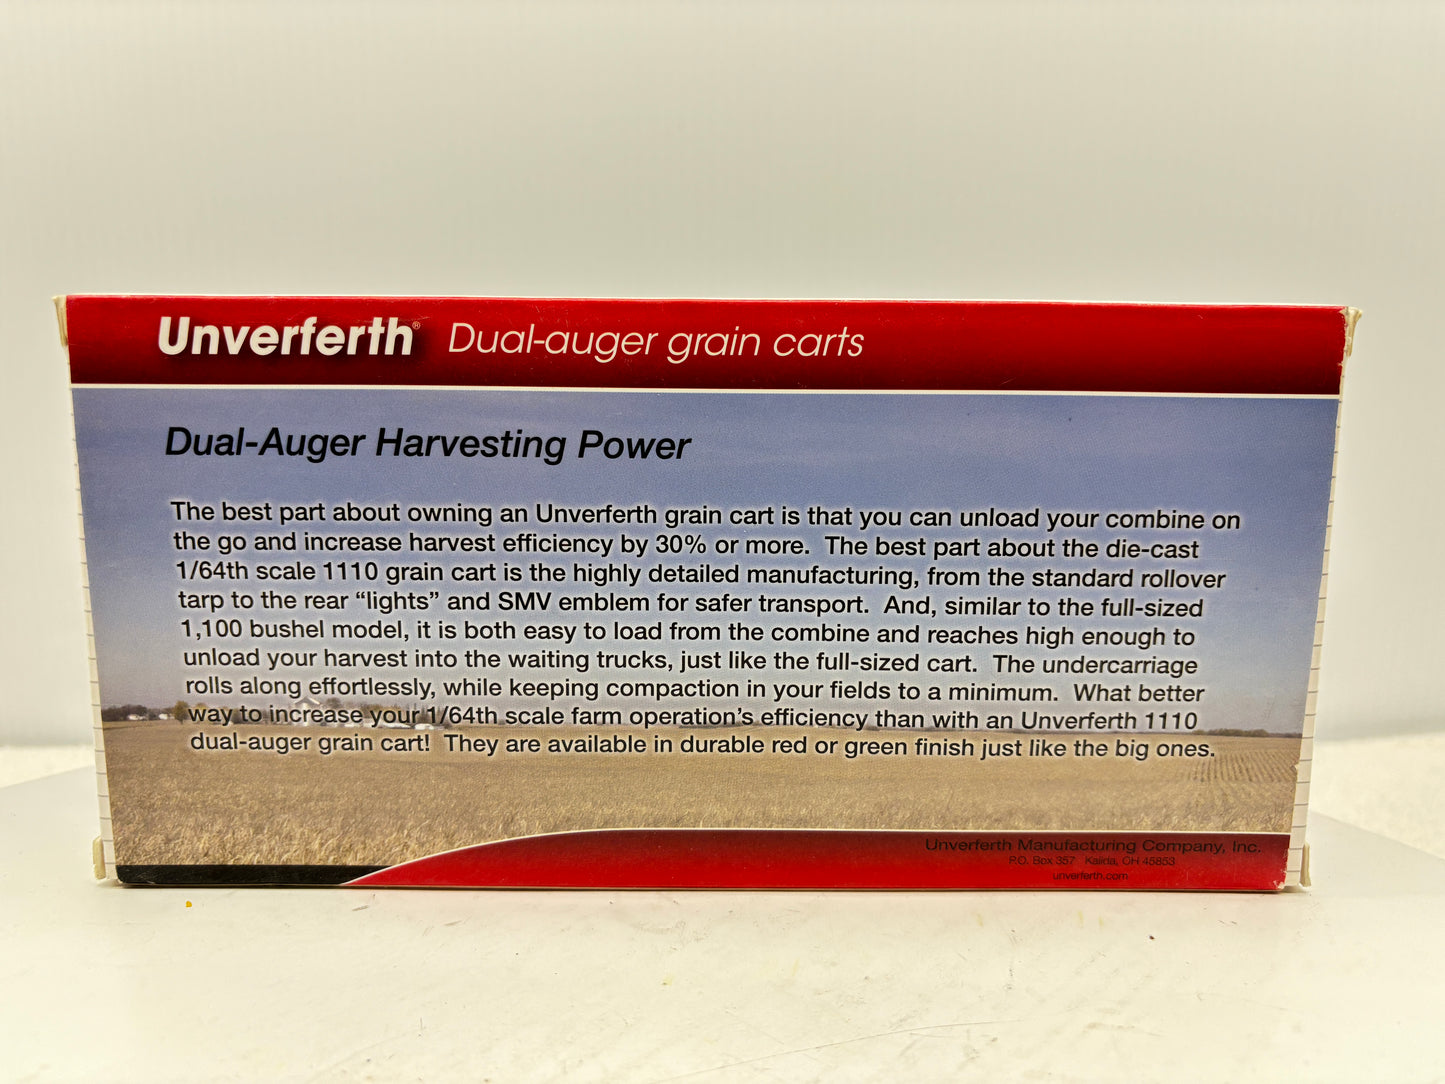 Unverferth® Dual-auger grain carts
Dual-Auger Harvesting Power
The best part about owning an Unverferth grain cart is that you can unload your combine on
the go and increase harvest efficiency by 30% or more. The best part about the die-cast
1/64th scale 1110 grain cart is the highly detailed manufacturing, from the standard rollover
tarp to the rear “lights” and SMV emblem for safer transport. And, similar to the full-sized
1,100 bushel model, it is both easy to load from the combine and reaches high enough to
unload your harvest into the waiting trucks, just like the full-sized cart. The undercarriage
rolls along effortlessly, while keeping compaction in your fields to a minimum. What better
way to increase your 1/64th scale farm operation’s efficiency than with an Unverferth 1110
dual-auger grain cart! They are available in durable red or green finish just like the big ones.
Unverferth Manufacturing Company, Inc.
P.O. Box 357 Kalida, OH 45853
unverferth.com